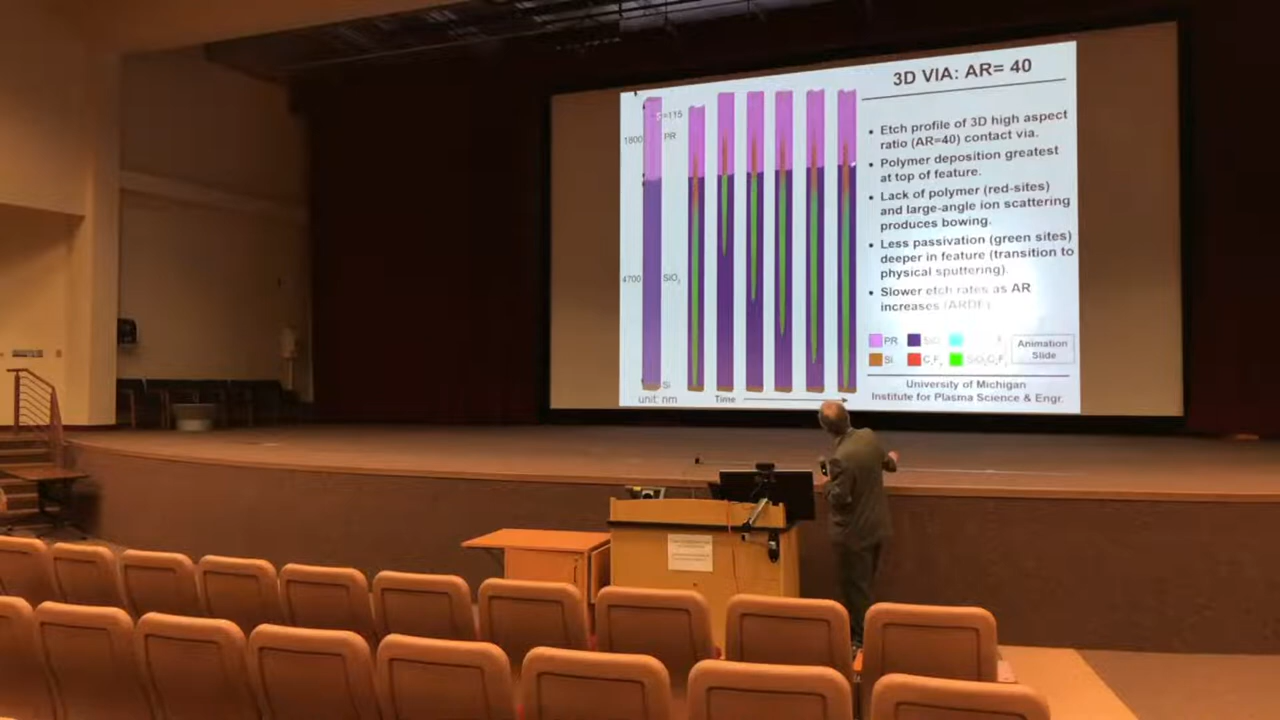 3D VIA: AR= 40
=115
1800
PR
4700
SiO₂
Si
unit: nm
Time
• Etch profile of 3D high aspect
ratio (AR=40) contact via.
• Polymer deposition greatest
at top of feature.
• Lack of polymer (red-sites)
and large-angle ion scattering
produces bowing.
• Less passivation (green sites)
deeper in feature (transition to
physical sputtering).
• Slower etch rates as AR
increases
PR
Si
Animation
Slide
University of Michigan
Institute for Plasma Science & Engr.